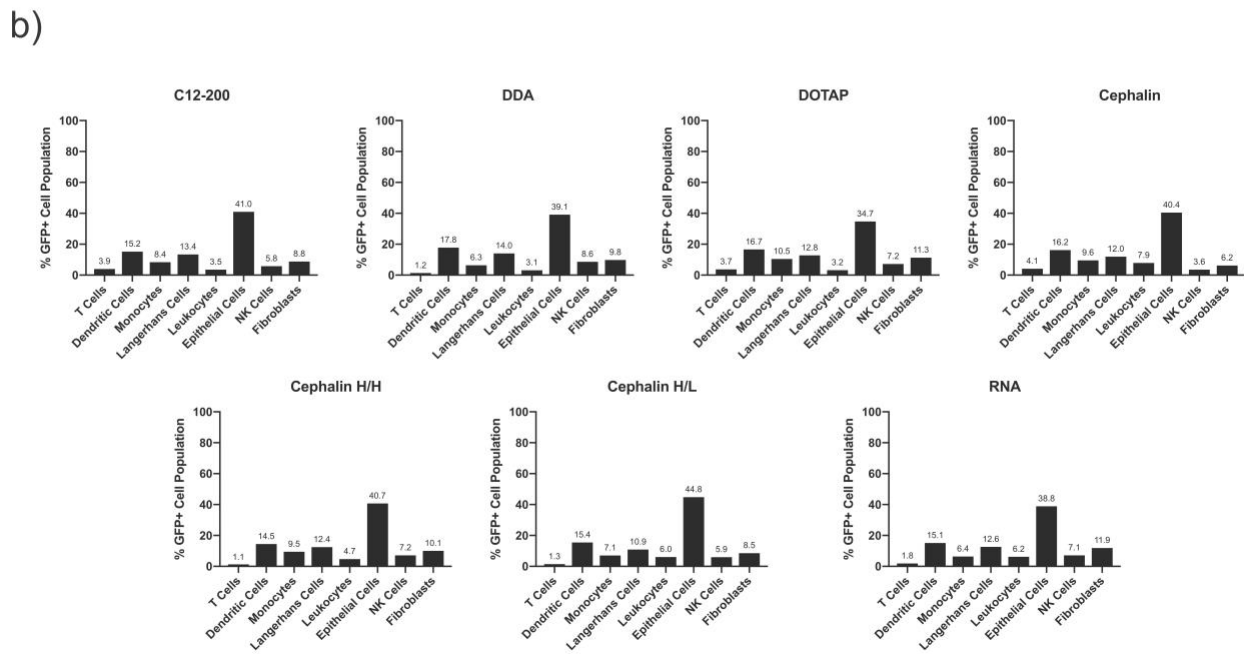 b)
C12-200
% GFP+ Cell Population
100
80
60
40
20
0
3.9
15.2
8.4
13.4
3.5
41.0
5.8
8.8
T Cells
Dendritic Cells
Monocytes
Langerhans Cells
Leukocytes
Epithelial Cells
NK Cells
Fibroblasts
DDA
% GFP+ Cell Population
100
80
60
40
20
0
1.2
17.8
6.3
14.0
3.1
39.1
8.6
9.8
T Cells
Dendritic Cells
Monocytes
Langerhans Cells
Leukocytes
Epithelial Cells
NK Cells
Fibroblasts
DOTAP
% GFP+ Cell Population
100
80
60
40
20
0
3.7
16.7
10.5
12.8
3.2
34.7
7.2
11.3
T Cells
Dendritic Cells
Monocytes
Langerhans Cells
Leukocytes
Epithelial Cells
NK Cells
Fibroblasts
Cephalin
% GFP+ Cell Population
100
80
60
40
20
0
4.1
16.2
9.6
12.0
7.9
40.4
3.6
6.2
T Cells
Dendritic Cells
Monocytes
Langerhans Cells
Leukocytes
Epithelial Cells
NK Cells
Fibroblasts
Cephalin H/H
% GFP+ Cell Population
100
80
60
40
20
0
1.1
14.5
9.5
12.4
4.7
40.7
7.2
10.1
T Cells
Dendritic Cells
Monocytes
Langerhans Cells
Leukocytes
Epithelial Cells
NK Cells
Fibroblasts
Cephalin H/L
% GFP+ Cell Population
100
80
60
40
20
0
1.3
15.4
7.1
10.9
6.0
44.8
5.9
8.5
T Cells
Dendritic Cells
Monocytes
Langerhans Cells
Leukocytes
Epithelial Cells
NK Cells
Fibroblasts
RNA
% GFP+ Cell Population
100
80
60
40
20
0
1.8
15.1
6.4
12.6
6.2
38.8
7.1
11.9
T Cells
Dendritic Cells
Monocytes
Langerhans Cells
Leukocytes
Epithelial Cells
NK Cells
Fibroblasts